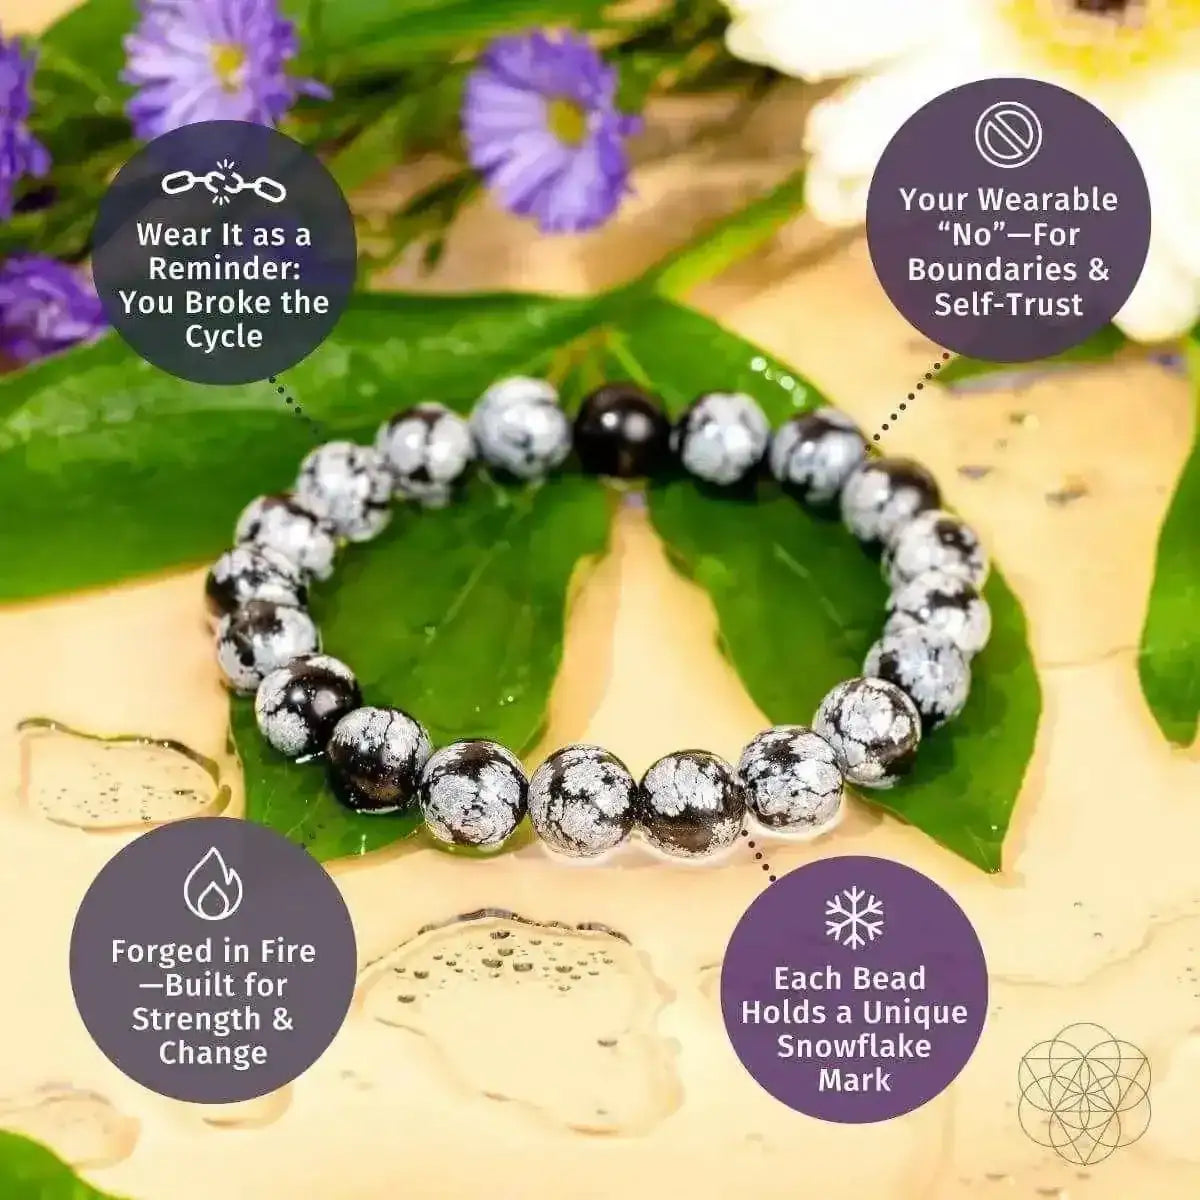 Wear It as a
Reminder:
You Broke the
Cycle
Your Wearable
“No”—For
Boundaries &
Self-Trust
Forged in Fire
—Built for
Strength &
Change
Each Bead
Holds a Unique
Snowflake
Mark